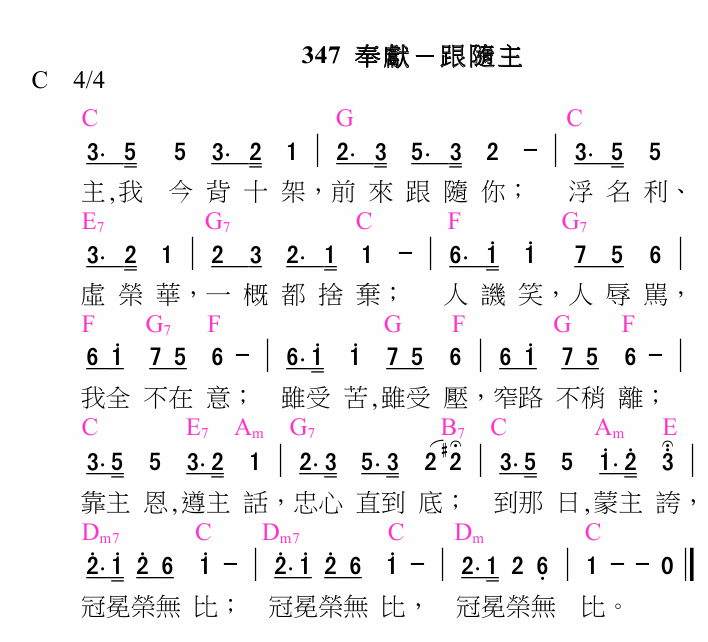 347 奉獻－跟隨主
C 4/4
C G C
3· 5 5 3· 2 1 | 2· 3 5· 3 2 － | 3· 5 5
主,我 今 背 十 架，前 來 跟 隨 你； 浮 名 利、
E7 G7 C F G7
3· 2 1 | 2 3 2· 1 1 － | 6· i i 7 5 6 |
虛 榮 華，一 概 都 捨 棄； 人 譏 笑，人 辱 罵，
F G7 F G F G F
6 i 7 5 6 － | 6· i i 7 5 6 | 6 i 7 5 6 － |
我全 不在 意； 雖受 苦,雖受 壓，窄路 不稍 離；
C E7 Am G7 B7 C Am E
3· 5 5 3· 2 1 | 2· 3 5· 3 2 #2 | 3· 5 5 i· 2 3 |
靠主 恩,遵主 話，忠心 直到 底； 到那 日,蒙主 誇，
Dm7 C Dm7 C Dm C
2· i 2 6 i － | 2· i 2 6 i － | 2· 1 2 6 | 1 － － 0 ‖
冠冕榮無 比； 冠冕榮無 比， 冠冕榮無 比。